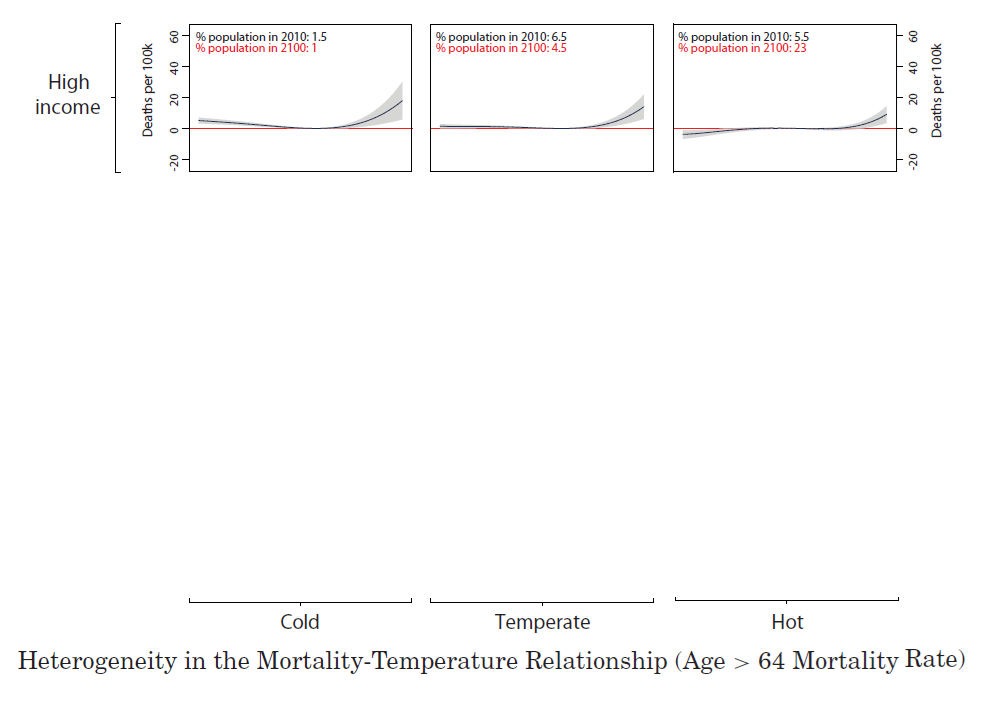 % population in 2010: 1.5
% population in 2100: 1
% population in 2010: 6.5
% population in 2100: 4.5
% population in 2010: 5.5
% population in 2100: 23
High
income
Deaths per 100k
60
40
20
0
-20
60
40
20
0
-20
Deaths per 100k
Cold
Temperate
Hot
Heterogeneity in the Mortality-Temperature Relationship (Age > 64 Mortality Rate)